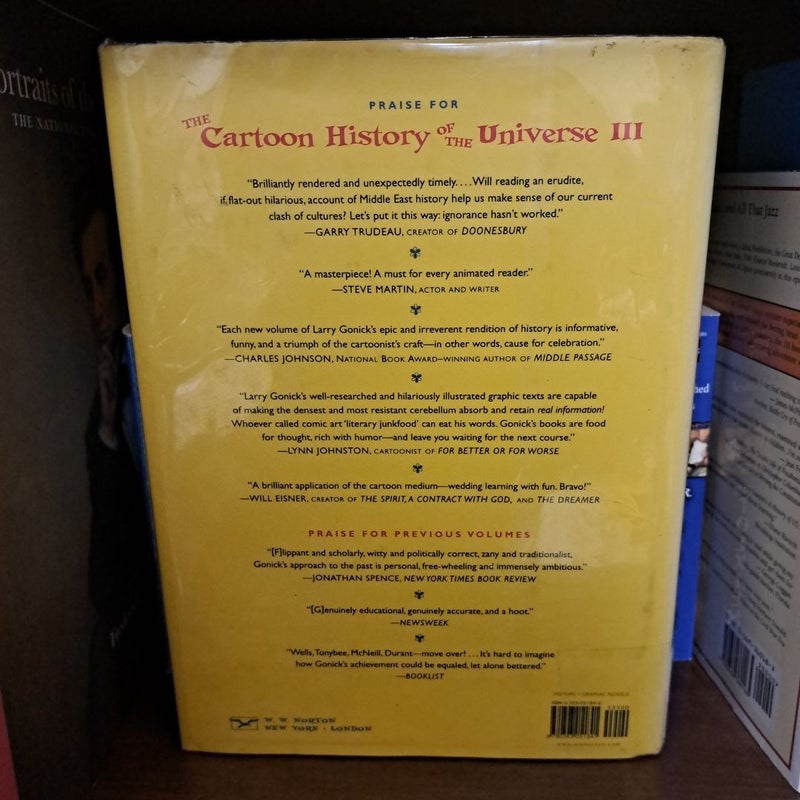 PRAISE FOR
THE Cartoon History OF THE Universe III
“Brilliantly rendered and unexpectedly timely. . . . Will reading an erudite,
if flat-out hilarious, account of Middle East history help us make sense of our current
clash of cultures? Let's put it this way: ignorance hasn't worked.”
—GARRY TRUDEAU, CREATOR OF DOONESBURY
“A masterpiece! A must for every animated reader.”
—STEVE MARTIN, ACTOR AND WRITER
“Each new volume of Larry Gonick's epic and irreverent rendition of history is informative,
funny, and a triumph of the cartoonist's craft—in other words, cause for celebration.”
—CHARLES JOHNSON, NATIONAL BOOK AWARD–WINNING AUTHOR OF MIDDLE PASSAGE
“Larry Gonick's well-researched and hilariously illustrated graphic texts are capable
of making the densest and most resistant cerebellum absorb and retain real information!
Whoever called comic art 'literary junkfood' can eat his words. Gonick's books are food
for thought, rich with humor—and leave you waiting for the next course.”
—LYNN JOHNSTON, CARTOONIST OF FOR BETTER OR FOR WORSE
“A brilliant application of the cartoon medium—wedding learning with fun. Bravo!”
—WILL EISNER, CREATOR OF THE SPIRIT, A CONTRACT WITH GOD, AND THE DREAMER
PRAISE FOR PREVIOUS VOLUMES
“[F]lippant and scholarly, witty and politically correct, zany and traditionalist,
Gonick's approach to the past is personal, free-wheeling and immensely ambitious.”
—JONATHAN SPENCE, NEW YORK TIMES BOOK REVIEW
“[G]enuinely educational, genuinely accurate, and a hoot.”
—NEWSWEEK
“Wells, Tonybee, McNeill, Durant—move over! . . . It's hard to imagine
how Gonick's achievement could be equaled, let alone bettered.”
—BOOKLIST
HISTORY / GRAPHIC NOVELS
W. W. NORTON
NEW YORK · LONDON
and All That Jazz